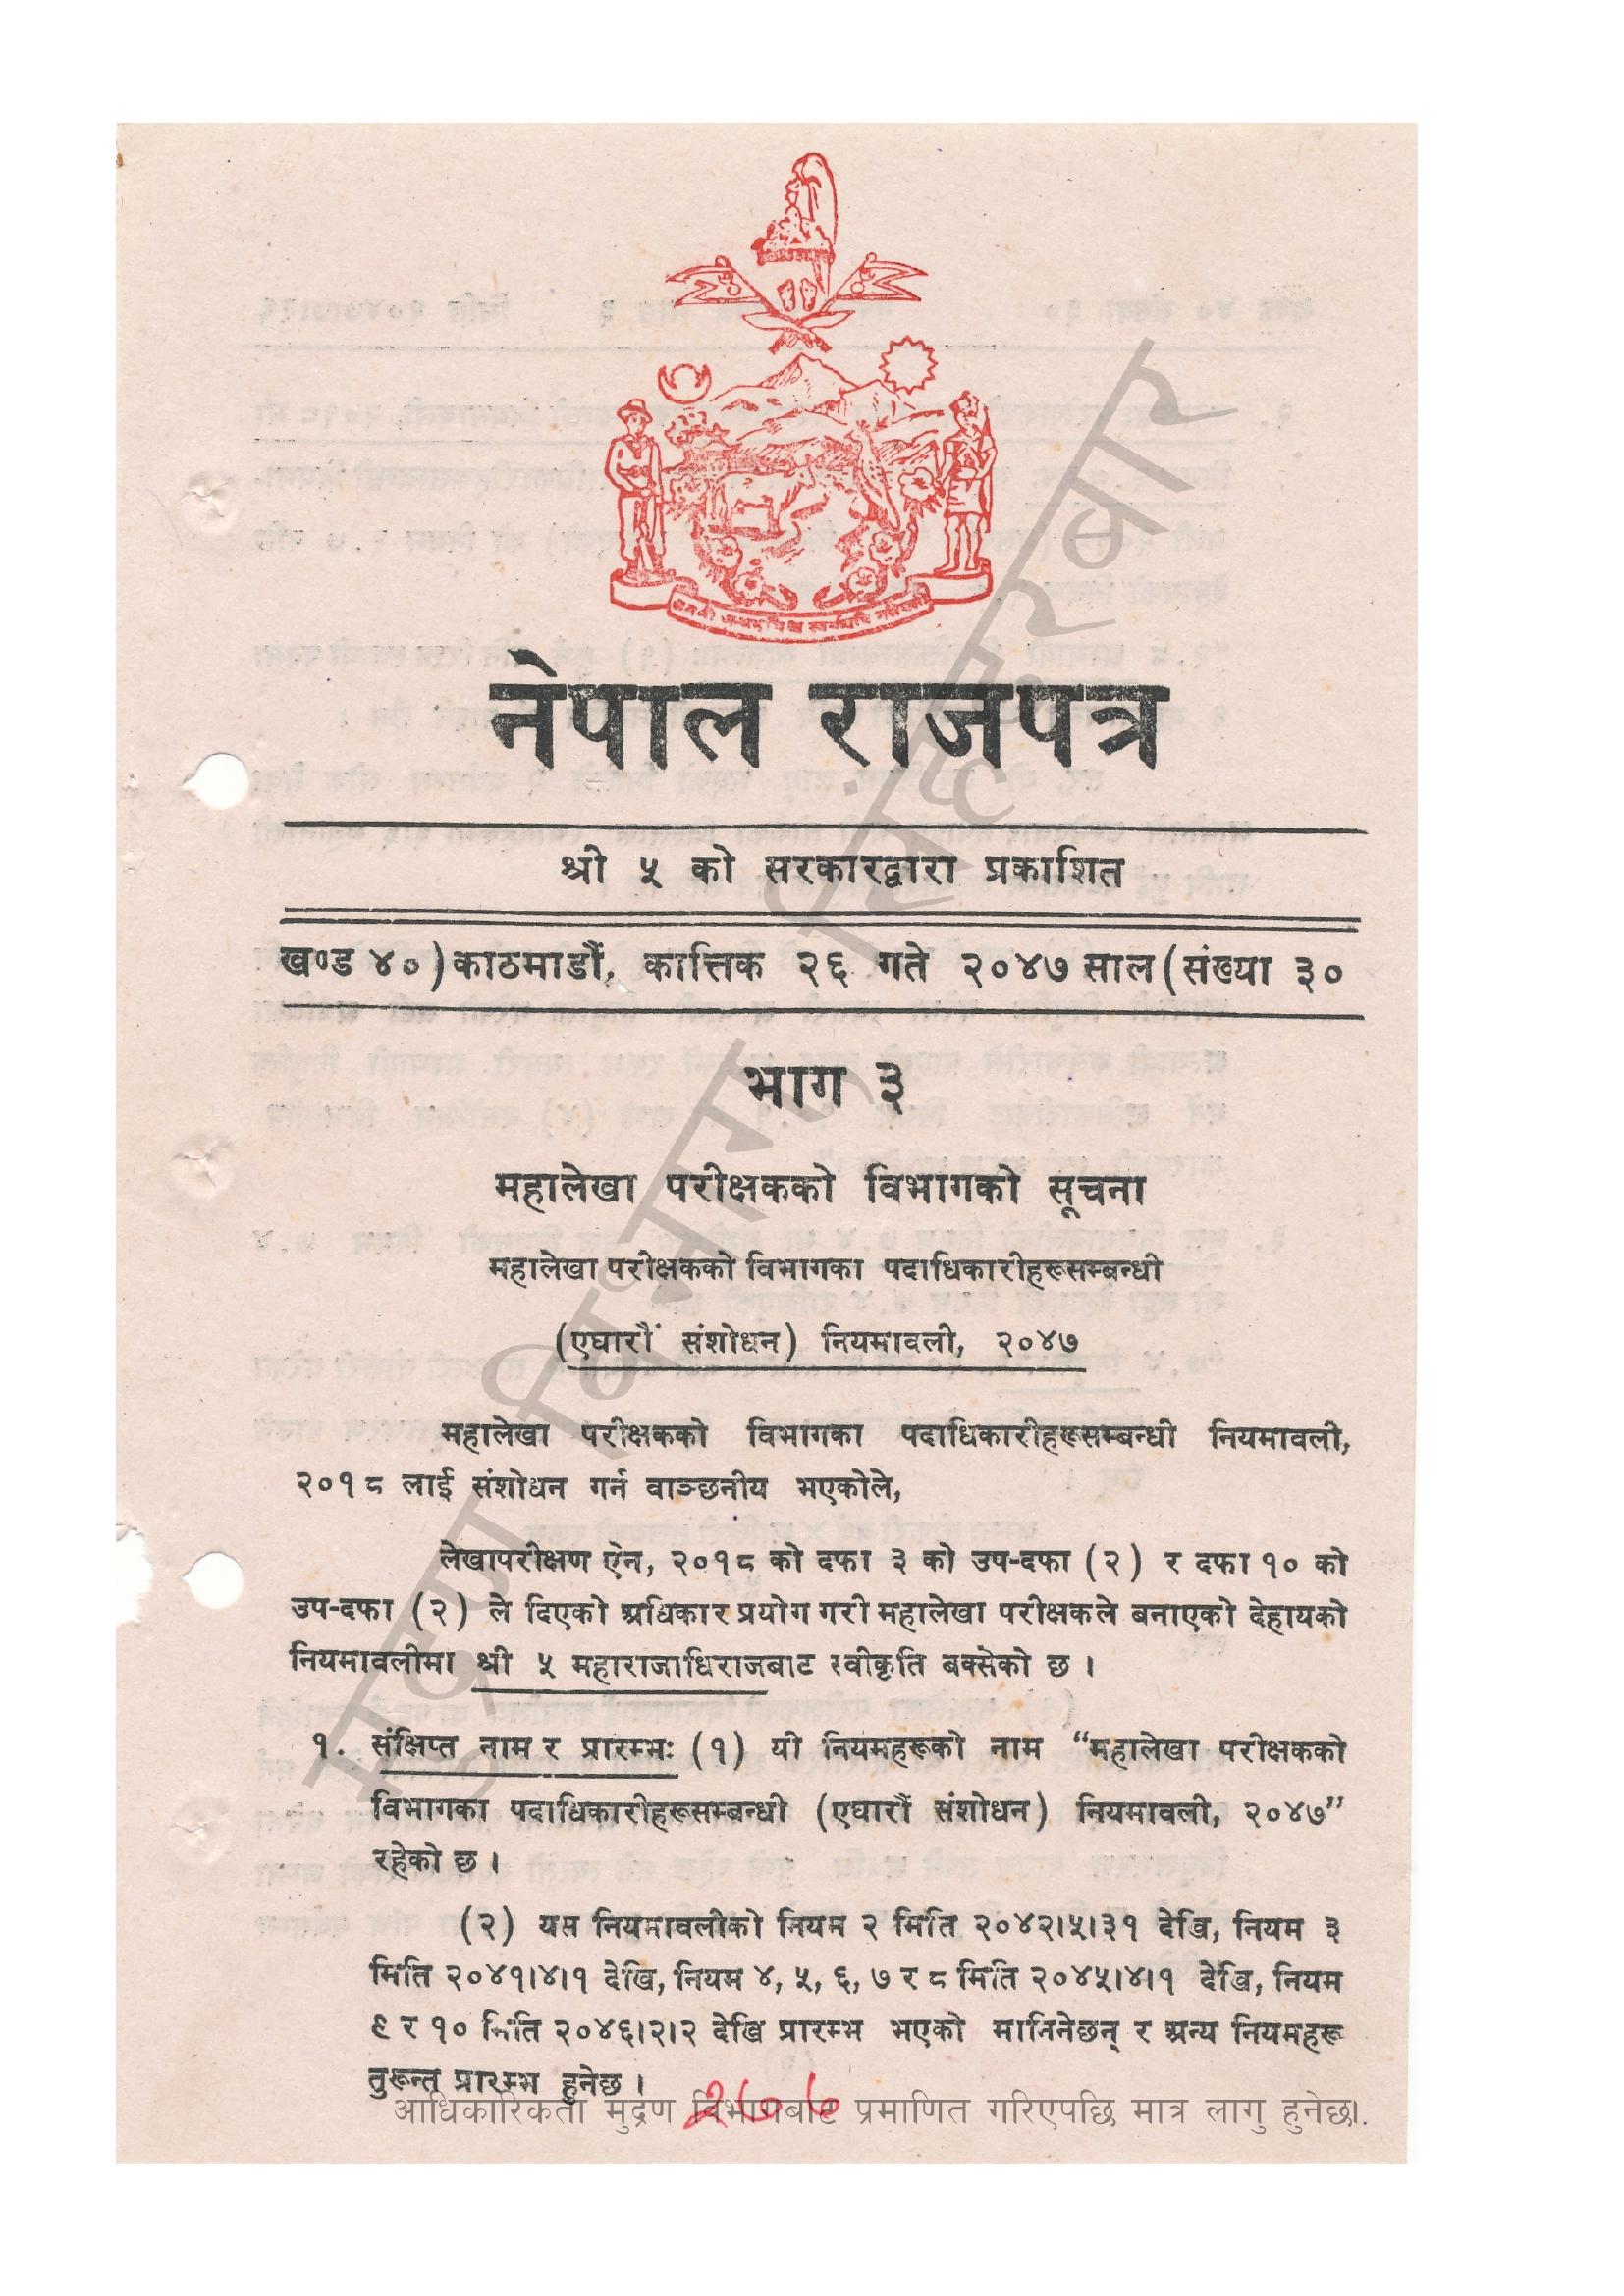 नेपाल राजपत्र
श्री ५ को सरकारद्वारा प्रकाशित
खण्ड ४०) काठमाडौं, कात्तिक २६ गते २०४७ साल (संख्या ३०
भाग ३
महालेखा परीक्षकको विभागको सूचना
महालेखा परीक्षकको विभागका पदाधिकारीहरूसम्बन्धी
(एघारौं संशोधन) नियमावली, २०४७
महालेखा परीक्षकको विभागका पदाधिकारीहरूसम्बन्धी नियमावली,
२०१८ लाई संशोधन गर्न वाञ्छनीय भएकोले,
लेखापरीक्षण ऐन, २०१८ को दफा ३ को उप-दफा (२) र दफा १० को
उप-दफा (२) ले दिएको अधिकार प्रयोग गरी महालेखा परीक्षकले बनाएको देहायको
नियमावलीमा श्री ५ महाराजाधिराजबाट स्वीकृति बक्सेको छ ।
१. संक्षिप्त नाम र प्रारम्भः (१) यी नियमहरूको नाम “महालेखा परीक्षकको
विभागका पदाधिकारीहरूसम्बन्धी (एघारौं संशोधन) नियमावली, २०४७”
रहेको छ ।
(२) यस नियमावलीको नियम २ मिति २०४२।५।३१ देखि, नियम ३
मिति २०४१।४।१ देखि, नियम ४, ५, ६, ७ र ८ मिति २०४५।४।१ देखि, नियम
९ र १० मिति २०४६।२।२ देखि प्रारम्भ भएको मानिनेछन् र अन्य नियमहरू
तुरून्त प्रारम्भ हुनेछ ।
आधिकारिकता मुद्रण विभागबाट प्रमाणित गरिएपछि मात्र लागु हुनेछ।.